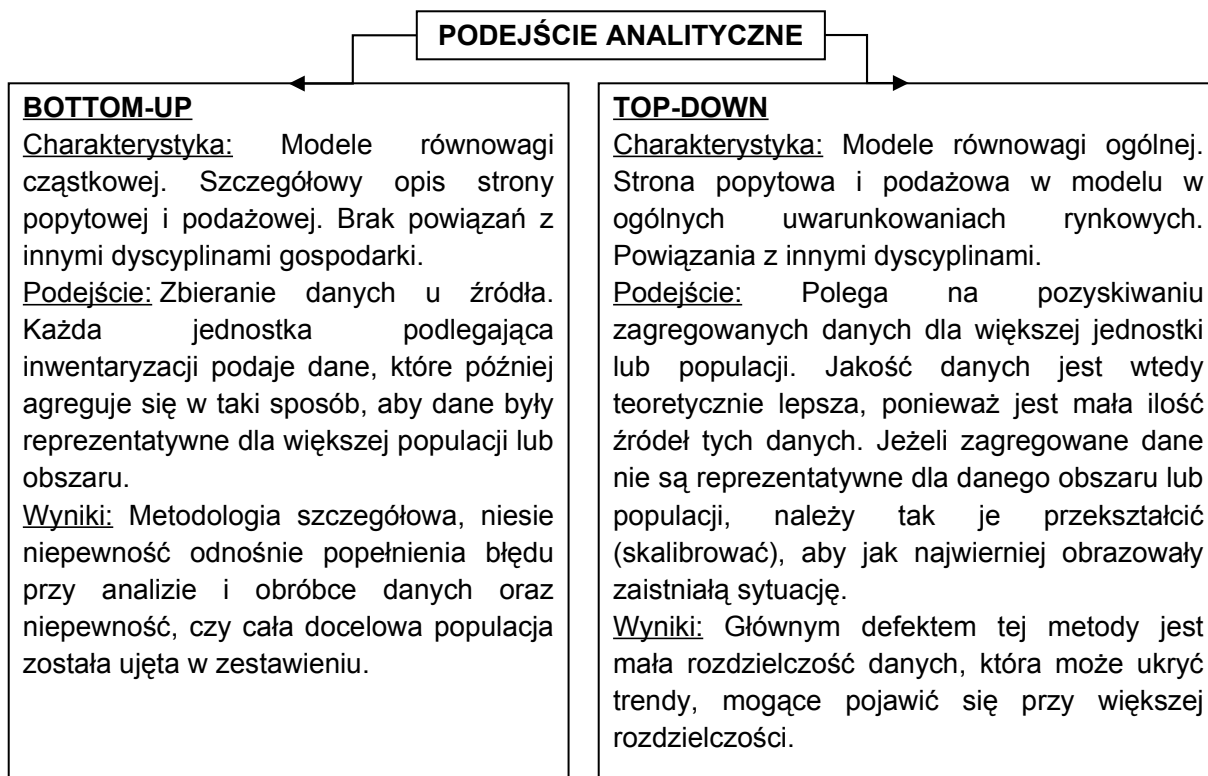 PODEJŚCIE ANALITYCZNE
BOTTOM-UP
Charakterystyka: Modele równowagi
cząstkowej. Szczegółowy opis strony
popytowej i podażowej. Brak powiązań z
innymi dyscyplinami gospodarki.
Podejście: Zbieranie danych u źródła.
Każda jednostka podlegająca
inwentaryzacji podaje dane, które później
agreguje się w taki sposób, aby dane były
reprezentatywne dla większej populacji lub
obszaru.
Wyniki: Metodologia szczegółowa, niesie
niepewność odnośnie popełnienia błędu
przy analizie i obróbce danych oraz
niepewność, czy cała docelowa populacja
została ujęta w zestawieniu.
TOP-DOWN
Charakterystyka: Modele równowagi ogólnej.
Strona popytowa i podażowa w modelu w
ogólnych uwarunkowaniach rynkowych.
Powiązania z innymi dyscyplinami.
Podejście: Polega na pozyskiwaniu
zagregowanych danych dla większej jednostki
lub populacji. Jakość danych jest wtedy
teoretycznie lepsza, ponieważ jest mała ilość
źródeł tych danych. Jeżeli zagregowane dane
nie są reprezentatywne dla danego obszaru lub
populacji, należy tak je przekształcić
(skalibrować), aby jak najwierniej obrazowały
zaistniałą sytuację.
Wyniki: Głównym defektem tej metody jest
mała rozdzielczość danych, która może ukryć
trendy, mogące pojawić się przy większej
rozdzielczości.